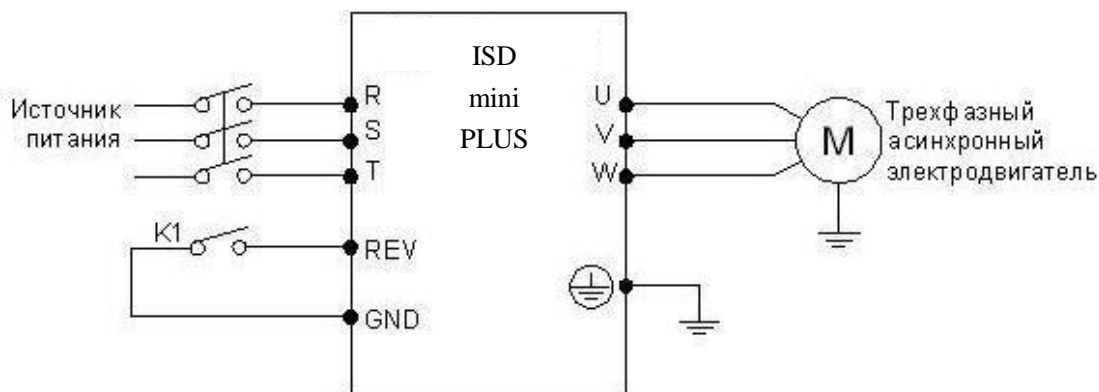 ISD
mini
PLUS
Источник
питания
R
S
T
K1
REV
GND
U
V
W
M
Трехфазный
асинхронный
электродвигатель